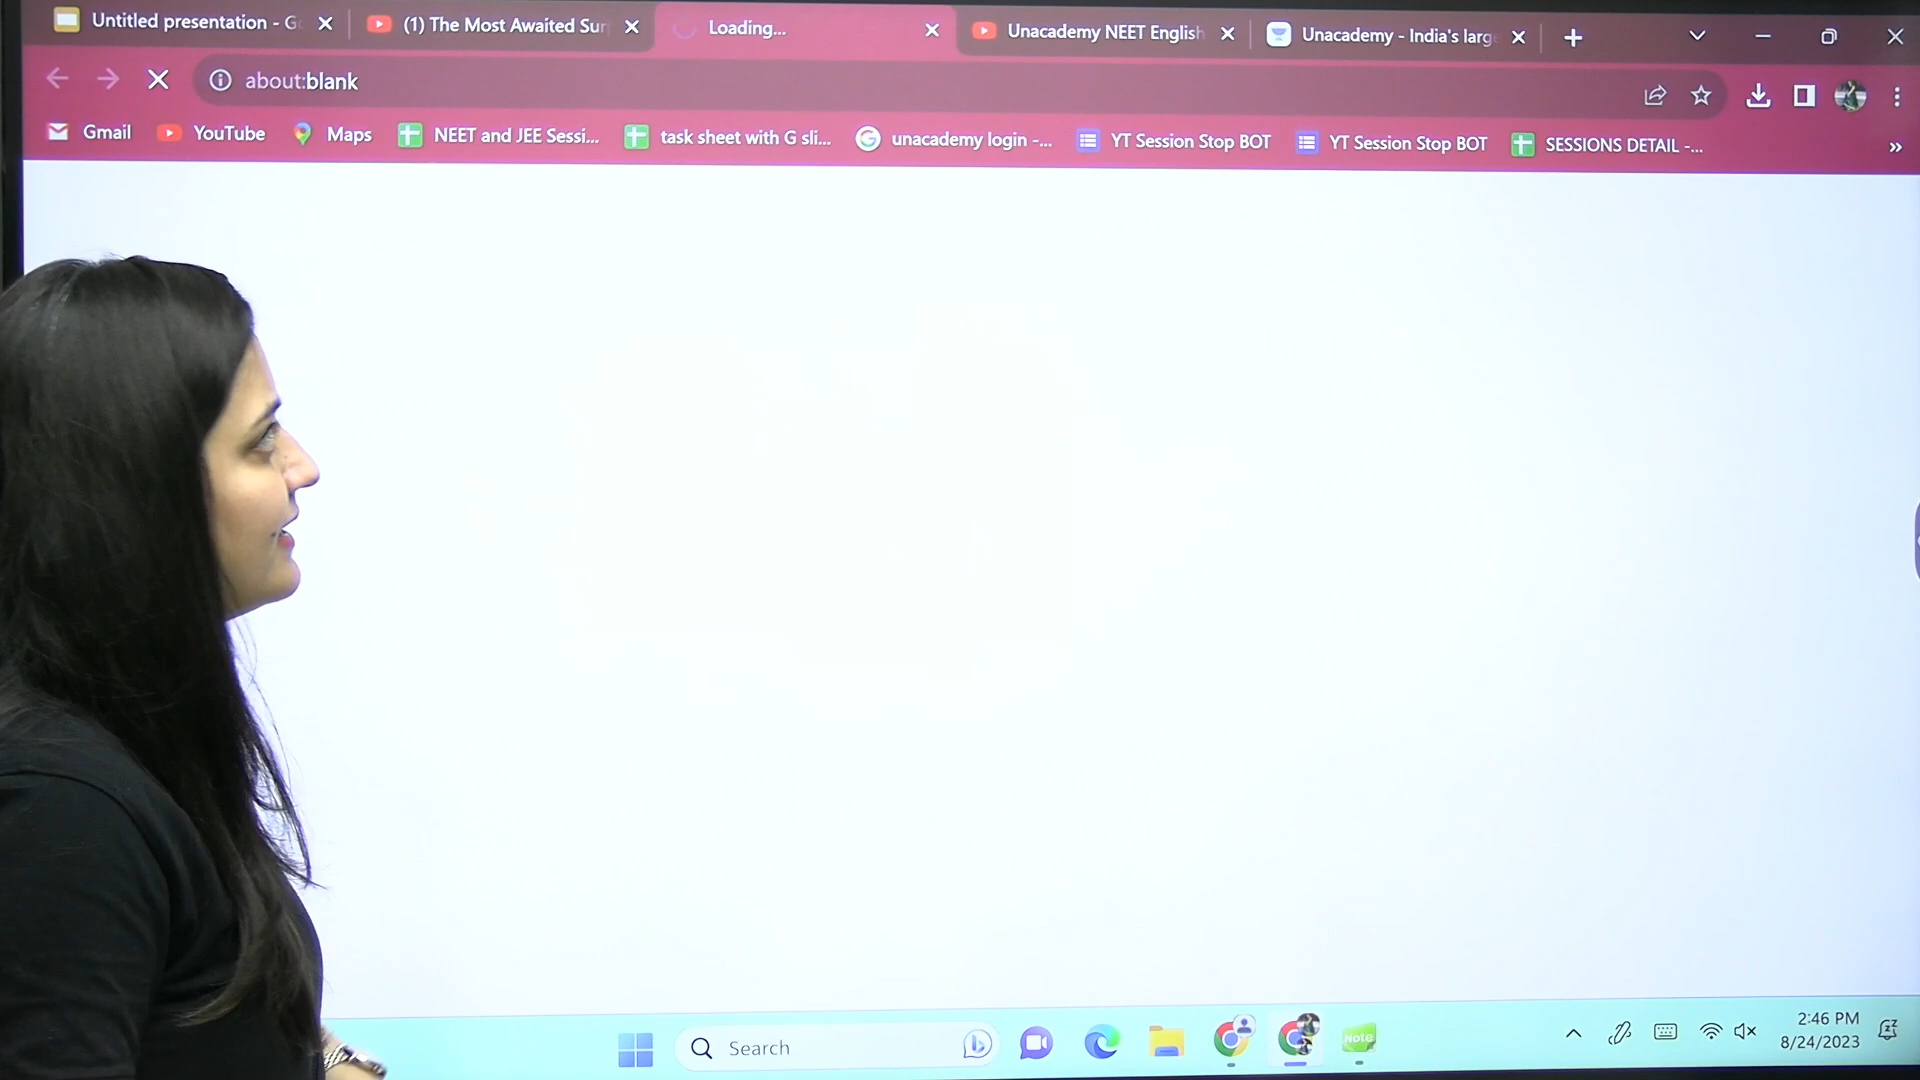 Untitled presentation - G
(1) The Most Awaited Sur
Loading...
Unacademy NEET English
Unacademy - India's larg
about:blank
Gmail
YouTube
Maps
NEET and JEE Sessi...
task sheet with G sli...
unacademy login -...
YT Session Stop BOT
YT Session Stop BOT
SESSIONS DETAIL -...
Search
Note
2:46 PM
8/24/2023